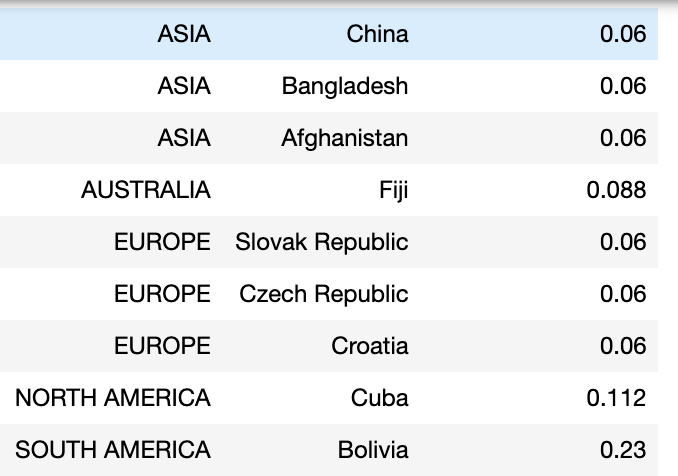 ASIA China 0.06
ASIA Bangladesh 0.06
ASIA Afghanistan 0.06
AUSTRALIA Fiji 0.088
EUROPE Slovak Republic 0.06
EUROPE Czech Republic 0.06
EUROPE Croatia 0.06
NORTH AMERICA Cuba 0.112
SOUTH AMERICA Bolivia 0.23